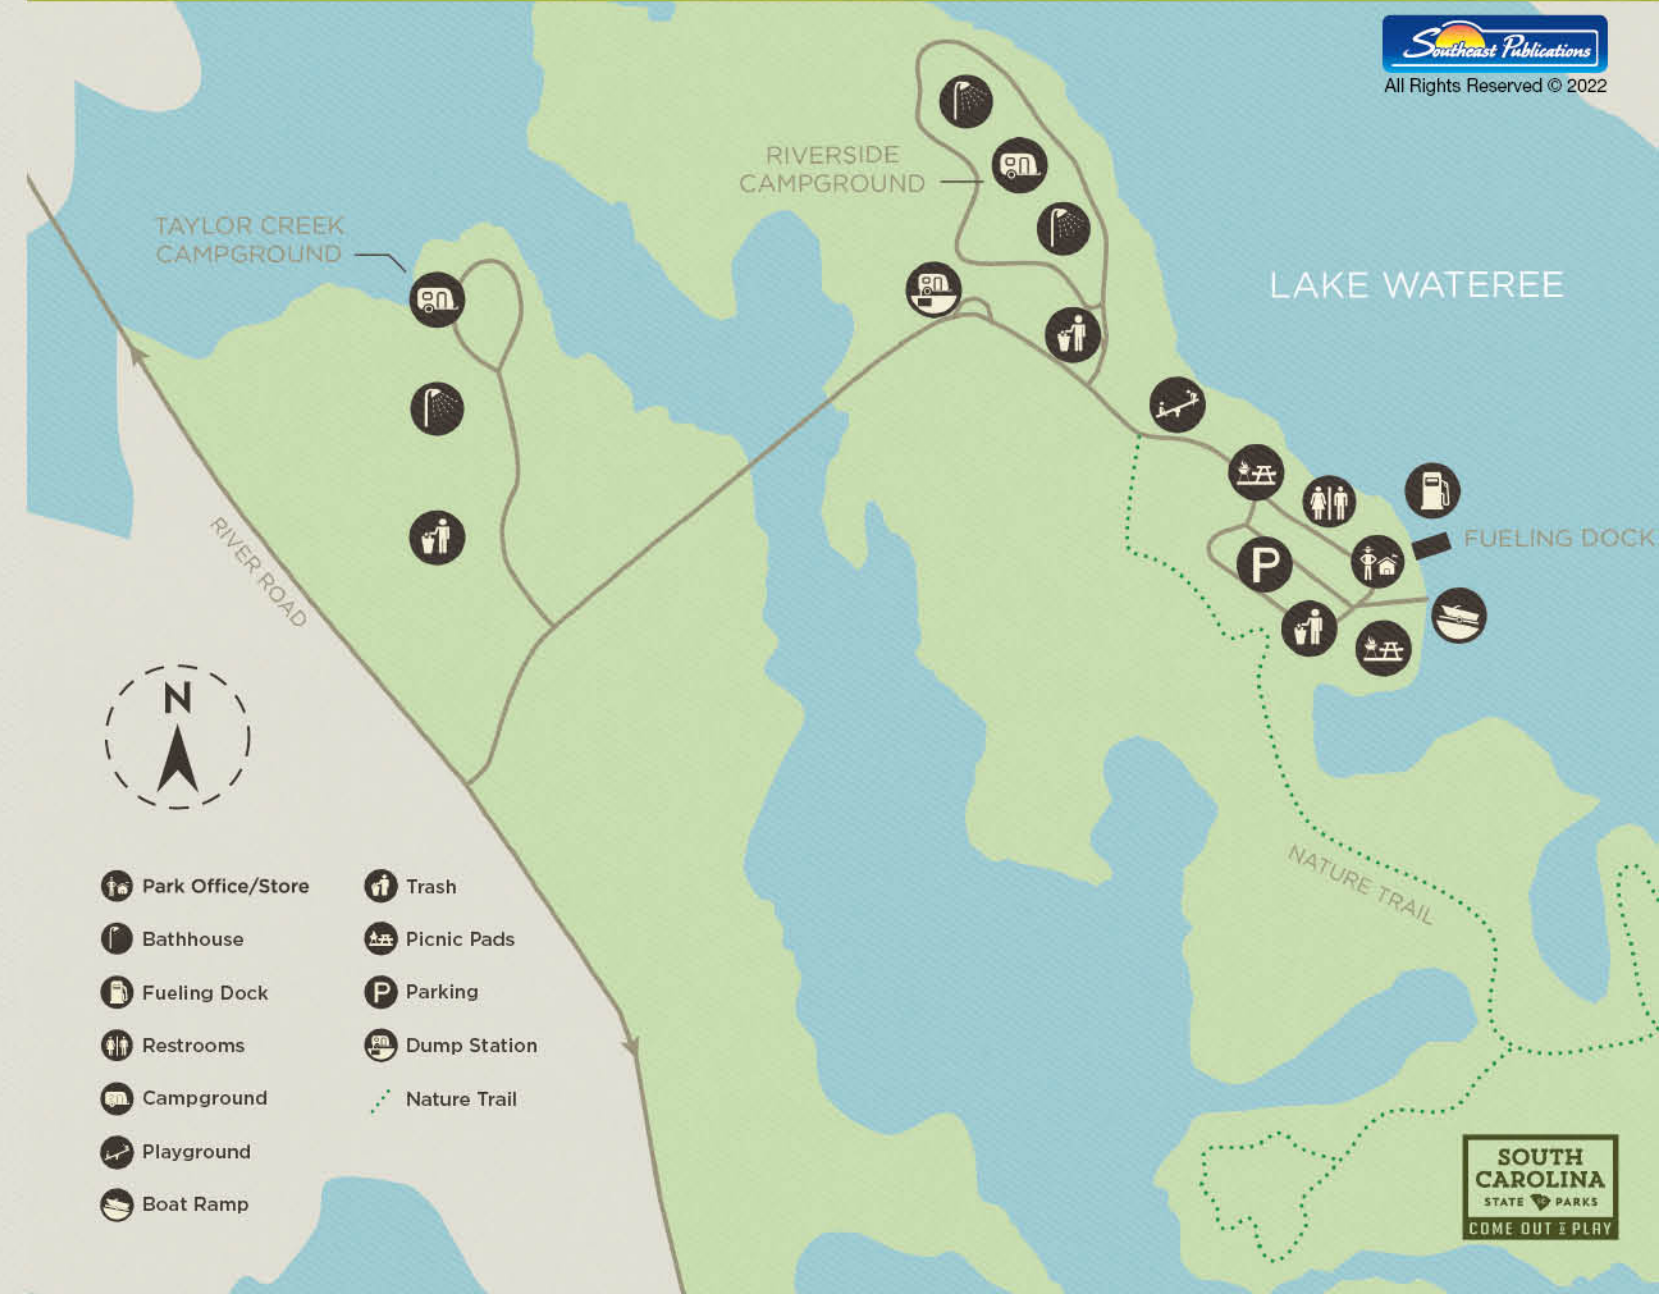 Southeast Publications
All Rights Reserved © 2022
RIVERSIDE
CAMPGROUND
TAYLOR CREEK
CAMPGROUND
LAKE WATEREE
FUELING DOCK
P
RIVER ROAD
N
NATURE TRAIL
Park Office/Store
Bathhouse
Fueling Dock
Restrooms
Campground
Playground
Boat Ramp
Trash
Picnic Pads
P Parking
Dump Station
Nature Trail
SOUTH
CAROLINA
STATE PARKS
COME OUT & PLAY